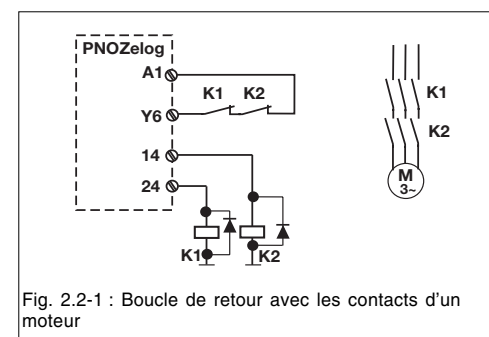 PNOZelog
A1
K1 K2
Y6
14
24
K1 K2
K1
K2
M
3~
Fig. 2.2-1 : Boucle de retour avec les contacts d'un
moteur